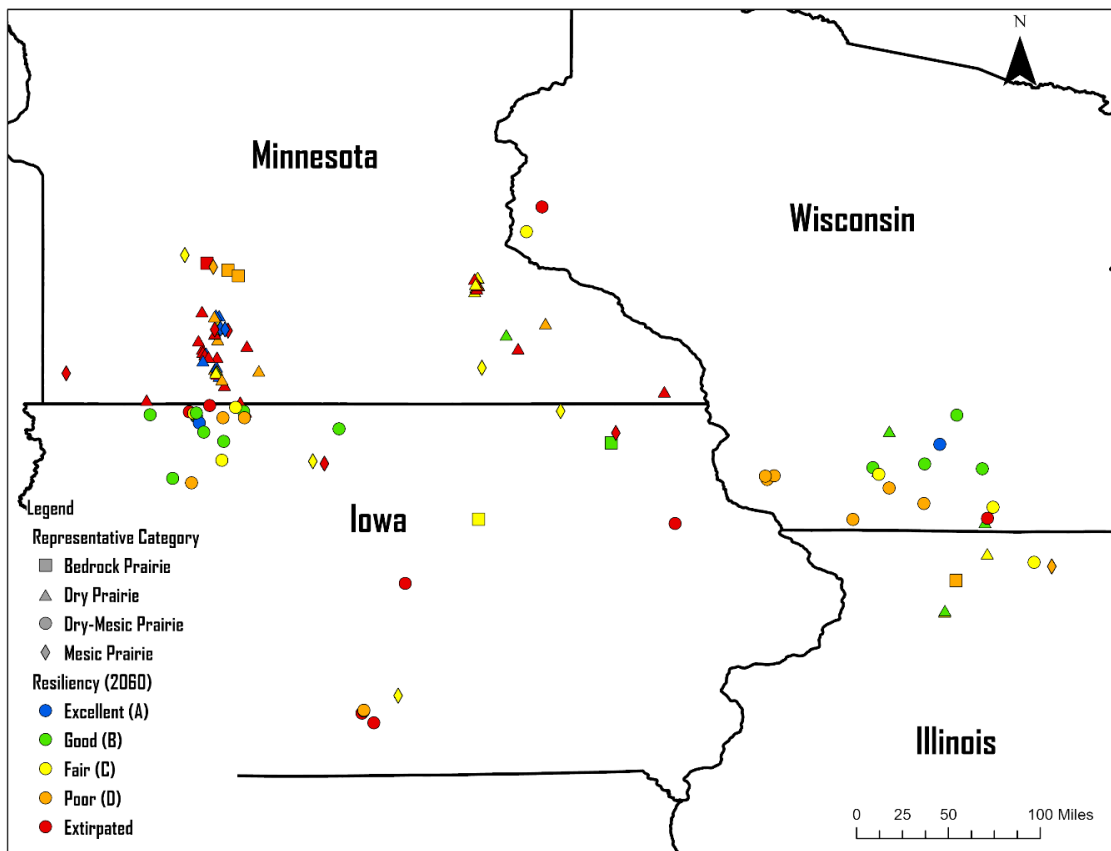 N
Minnesota
Wisconsin
Iowa
Illinois
Legend
Representative Category
Bedrock Prairie
Dry Prairie
Dry-Mesic Prairie
Mesic Prairie
Resiliency (2060)
Excellent (A)
Good (B)
Fair (C)
Poor (D)
Extirpated
0 25 50 100 Miles